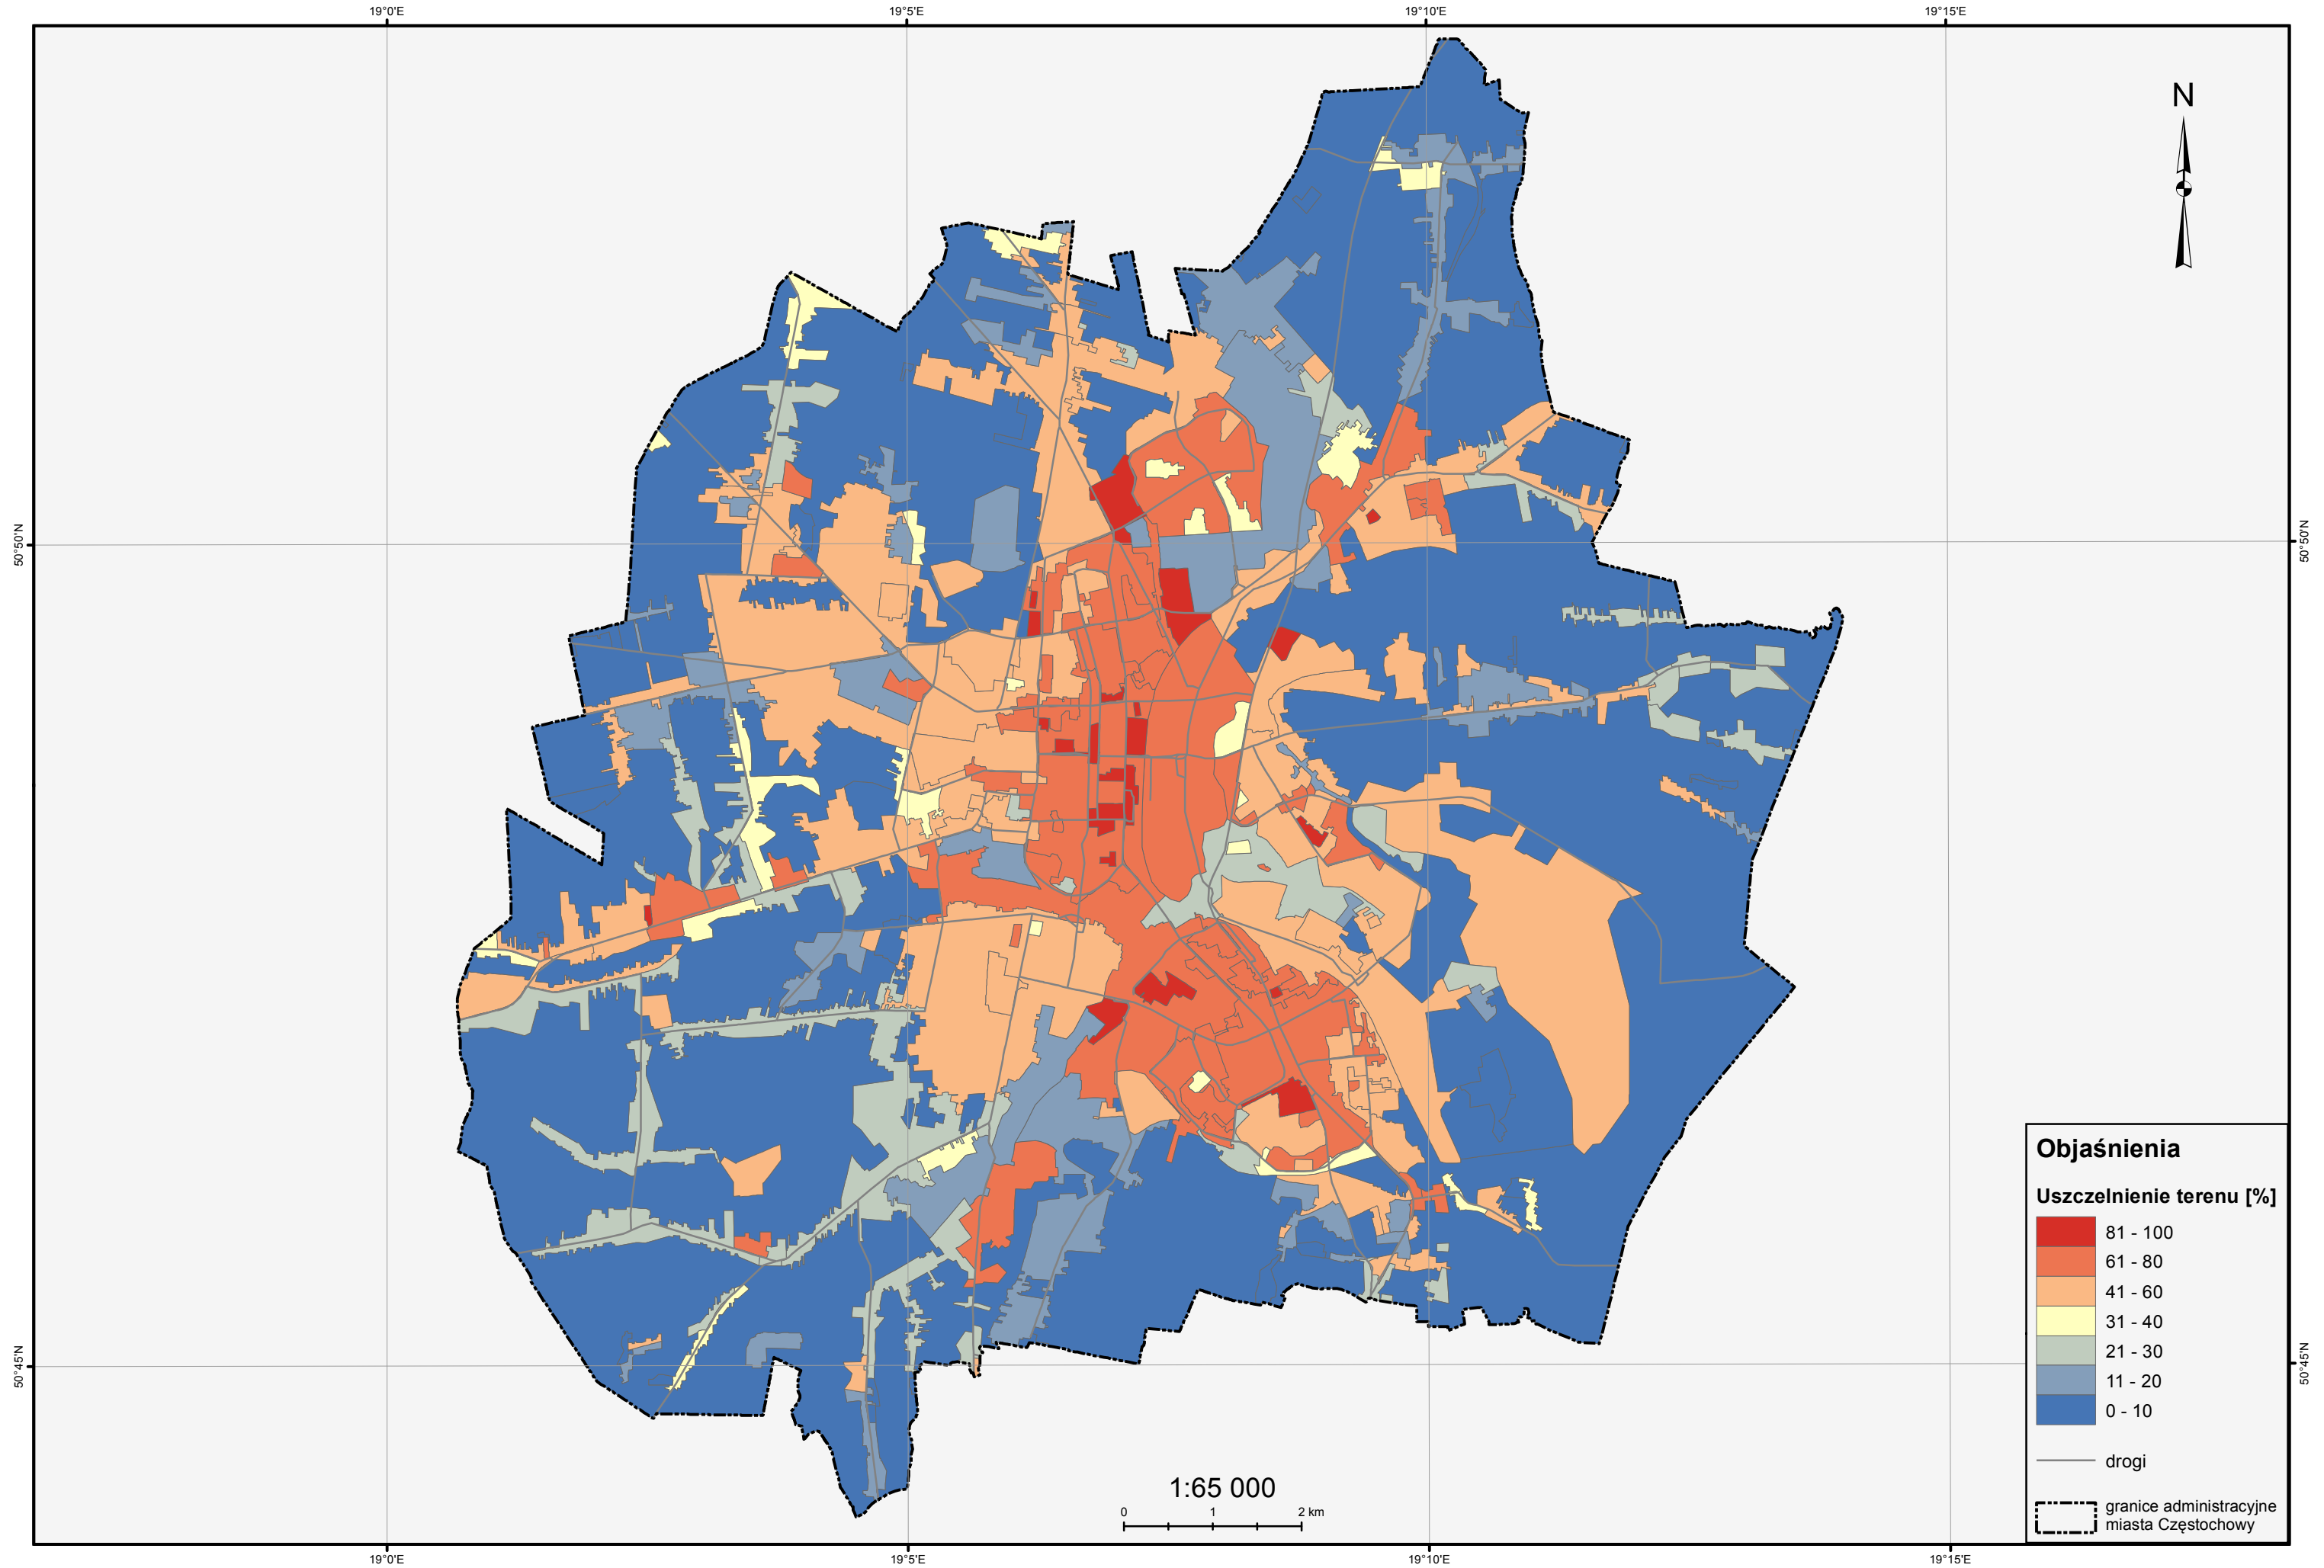 19°0'E
19°5'E
19°10'E
19°15'E
N
50°50'N
50°50'N
50°45'N
50°45'N
Objaśnienia
Uszczelnienie terenu [%]
81 - 100
61 - 80
41 - 60
31 - 40
21 - 30
11 - 20
0 - 10
drogi
granice administracyjne
miasta Częstochowy
1:65 000
0 1 2 km
19°0'E
19°5'E
19°10'E
19°15'E